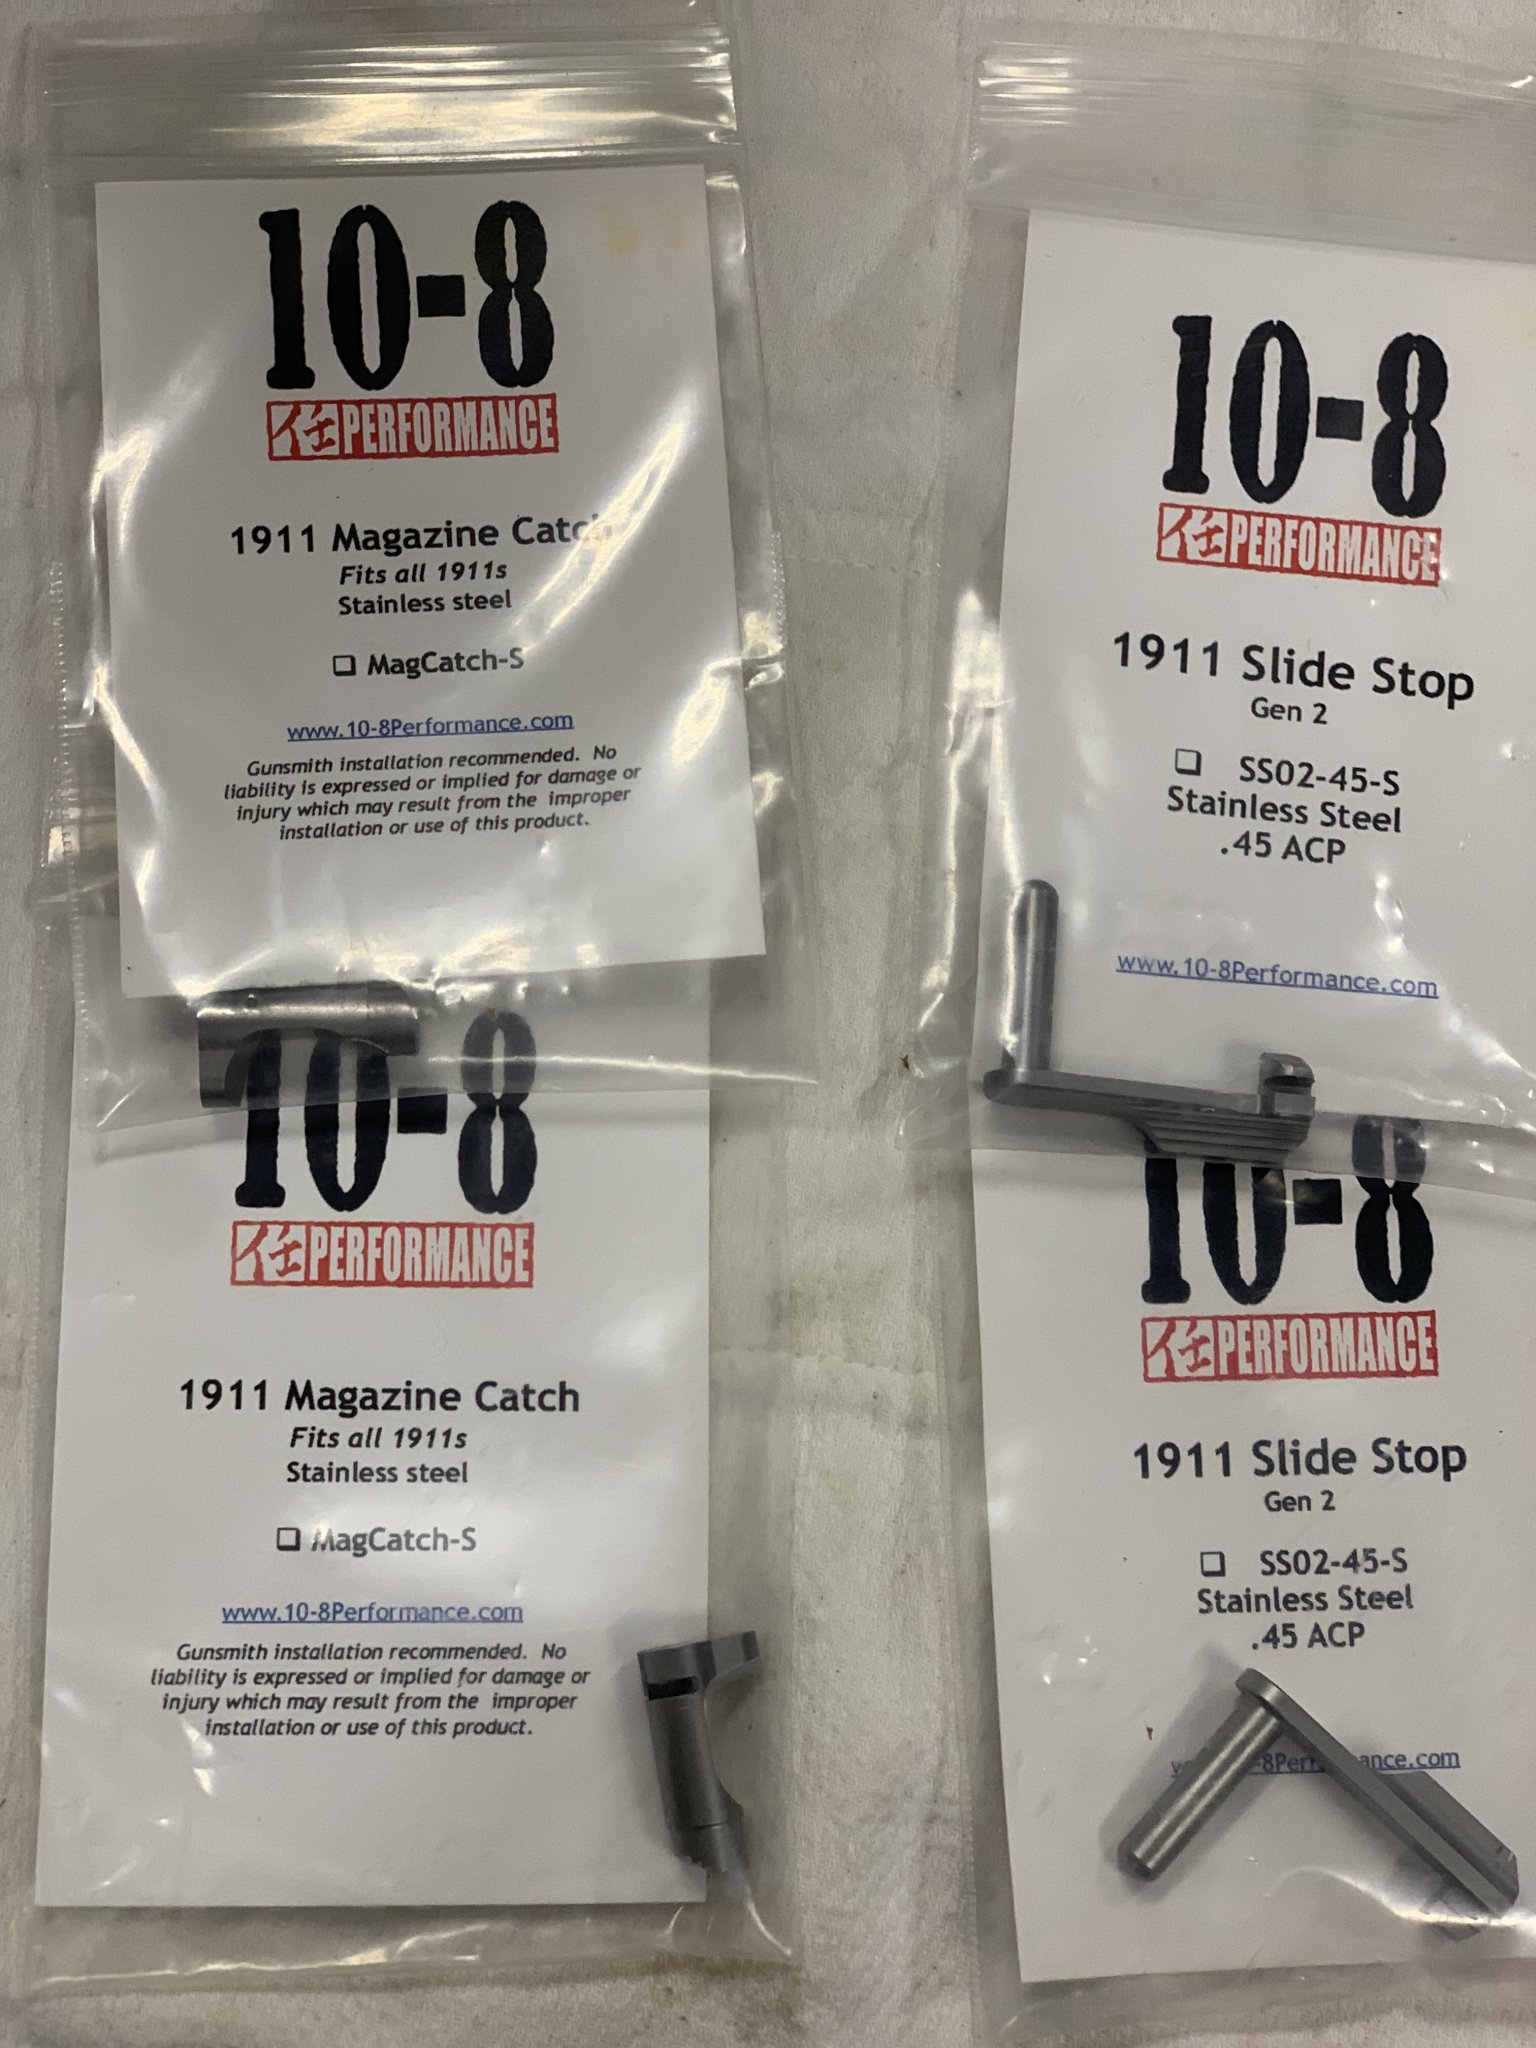 10-8
PERFORMANCE
1911 Magazine Catch
Fits all 1911s
Stainless steel
❏ MagCatch-S
www.10-8Performance.com
Gunsmith installation recommended. No
liability is expressed or implied for damage or
injury which may result from the improper
installation or use of this product.
10-8
PERFORMANCE
1911 Magazine Catch
Fits all 1911s
Stainless steel
❏ MagCatch-S
www.10-8Performance.com
Gunsmith installation recommended. No
liability is expressed or implied for damage or
injury which may result from the improper
installation or use of this product.
10-8
PERFORMANCE
1911 Slide Stop
Gen 2
❏ SS02-45-S
Stainless Steel
.45 ACP
www.10-8Performance.com
10-8
PERFORMANCE
1911 Slide Stop
Gen 2
❏ SS02-45-S
Stainless Steel
.45 ACP